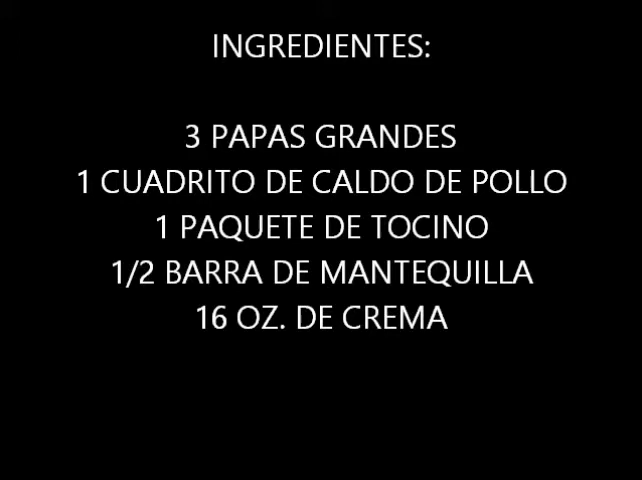 INGREDIENTES:
3 PAPAS GRANDES
1 CUADRITO DE CALDO DE POLLO
1 PAQUETE DE TOCINO
1/2 BARRA DE MANTEQUILLA
16 OZ. DE CREMA